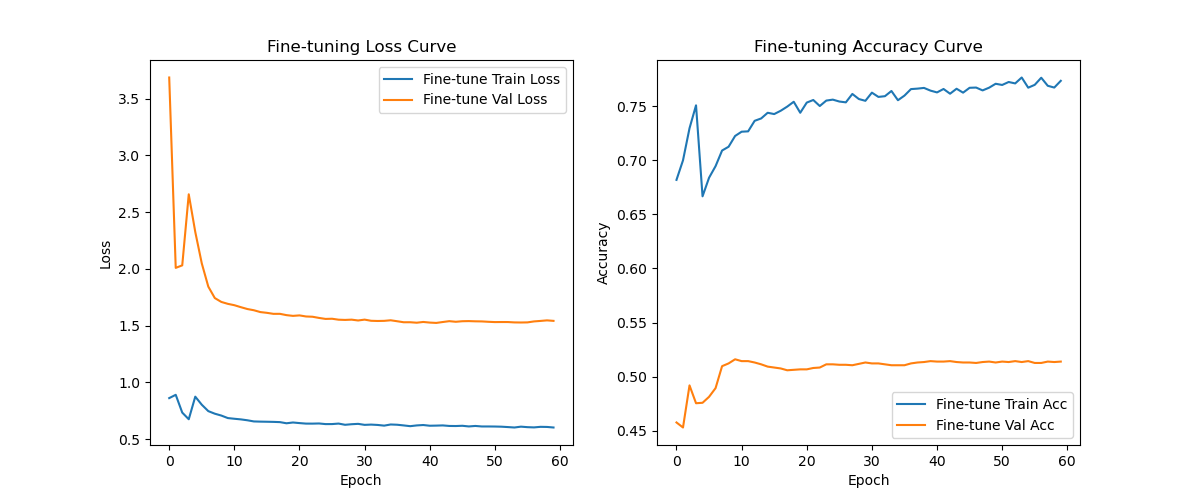 Fine-tuning Loss Curve
Fine-tune Train Loss
Fine-tune Val Loss
3.5
3.0
2.5
2.0
1.5
1.0
0.5
Loss
0 10 20 30 40 50 60
Epoch
Fine-tuning Accuracy Curve
0.75
0.70
0.65
0.60
0.55
0.50
0.45
Accuracy
Fine-tune Train Acc
Fine-tune Val Acc
0 10 20 30 40 50 60
Epoch